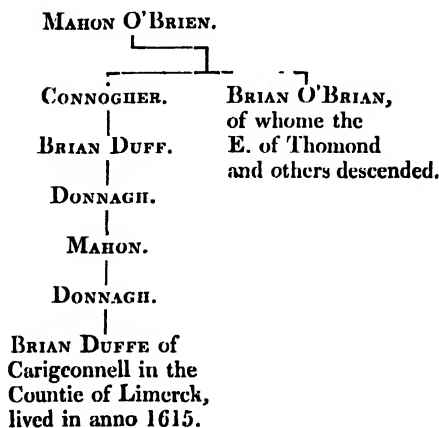 MAHON O'BRIEN.
CONNOGHER.
BRIAN O'BRIAN,
of whome the
E. of Thomond
and others descended.
BRIAN DUFF.
DONNAGH.
MAHON.
DONNAGH.
BRIAN DUFFE of
Carigconnell in the
Countie of Limerck,
lived in anno 1615.